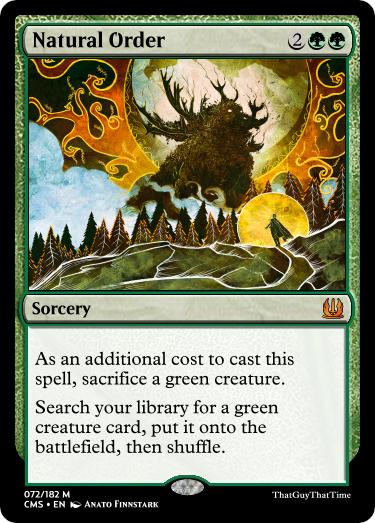 Natural Order 2
Sorcery
As an additional cost to cast this
spell, sacrifice a green creature.
Search your library for a green
creature card, put it onto the
battlefield, then shuffle.
072/182 M
CMS • EN Anato Finnstark
ThatGuyThatTime